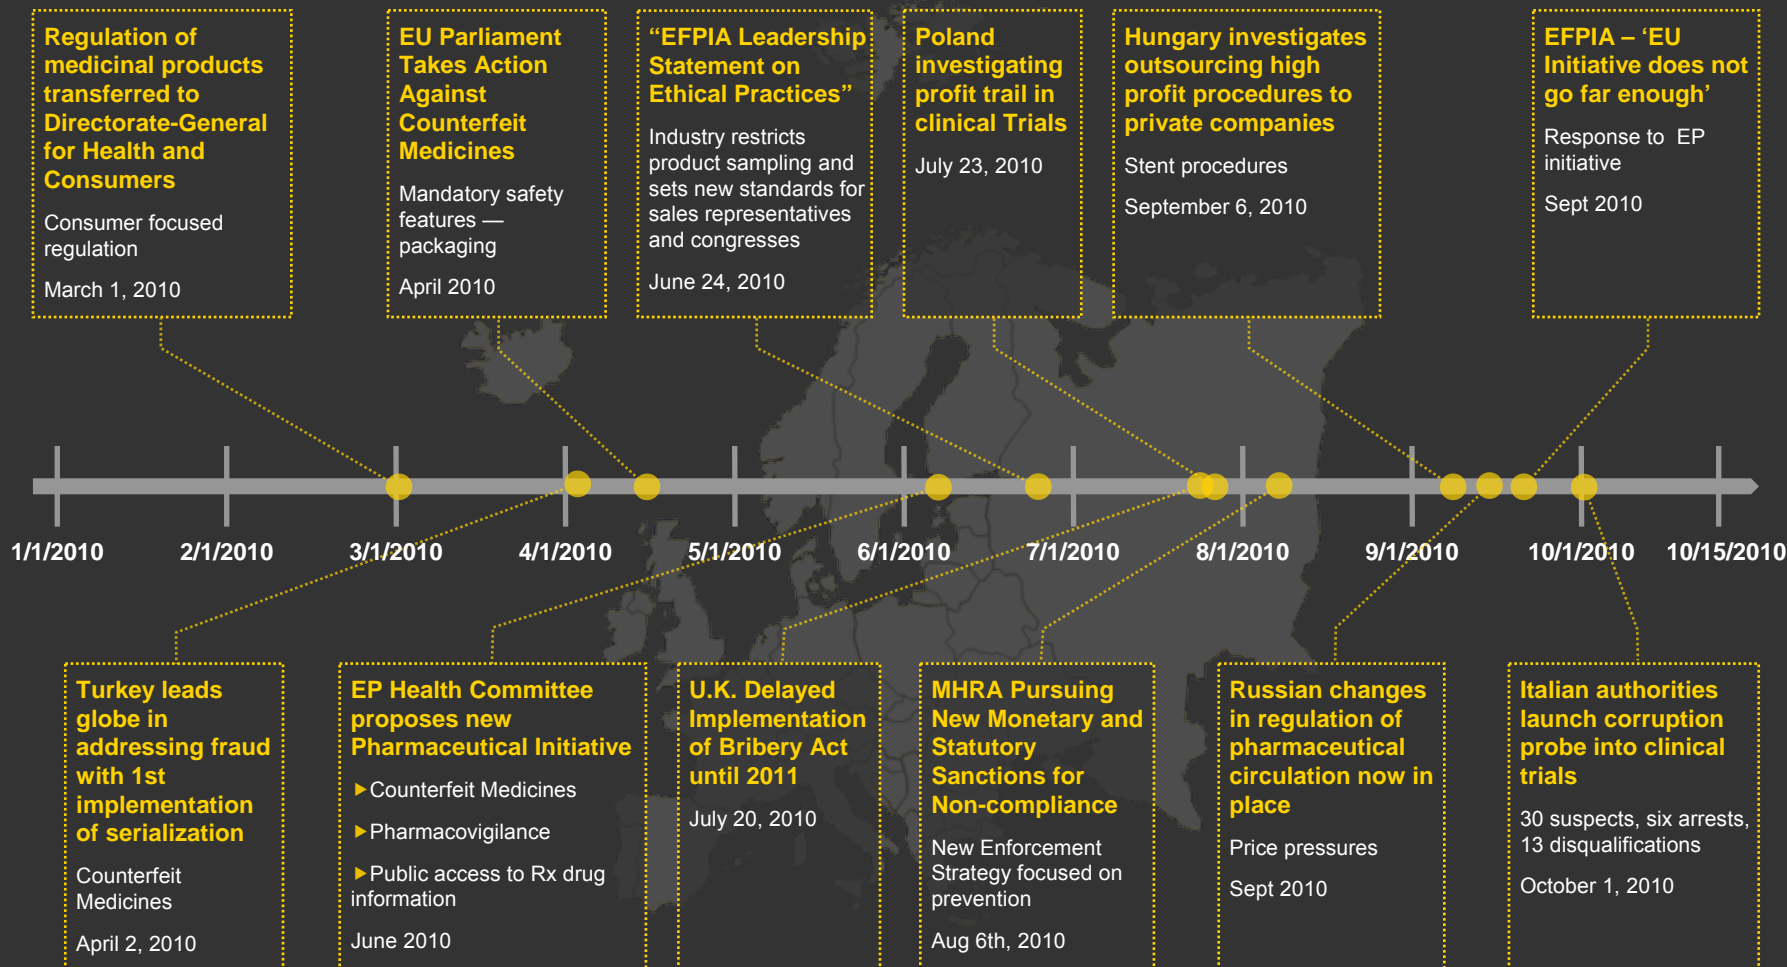 Regulation of
medicinal products
transferred to
Directorate-General
for Health and
Consumers
Consumer focused
regulation
March 1, 2010
EU Parliament
Takes Action
Against
Counterfeit
Medicines
Mandatory safety
features —
packaging
April 2010
“EFPIA Leadership
Statement on
Ethical Practices”
Industry restricts
product sampling and
sets new standards for
sales representatives
and congresses
June 24, 2010
Poland
investigating
profit trail in
clinical Trials
July 23, 2010
Hungary investigates
outsourcing high
profit procedures to
private companies
Stent procedures
September 6, 2010
EFPIA – ‘EU
Initiative does not
go far enough’
Response to EP
initiative
Sept 2010
1/1/2010 2/1/2010 3/1/2010 4/1/2010 5/1/2010 6/1/2010 7/1/2010 8/1/2010 9/1/2010 10/1/2010 10/15/2010
Turkey leads
globe in
addressing fraud
with 1st
implementation
of serialization
Counterfeit
Medicines
April 2, 2010
EP Health Committee
proposes new
Pharmaceutical Initiative
▶Counterfeit Medicines
▶Pharmacovigilance
▶Public access to Rx drug
information
June 2010
U.K. Delayed
Implementation
of Bribery Act
until 2011
July 20, 2010
MHRA Pursuing
New Monetary and
Statutory
Sanctions for
Non-compliance
New Enforcement
Strategy focused on
prevention
Aug 6th, 2010
Russian changes
in regulation of
pharmaceutical
circulation now in
place
Price pressures
Sept 2010
Italian authorities
launch corruption
probe into clinical
trials
30 suspects, six arrests,
13 disqualifications
October 1, 2010